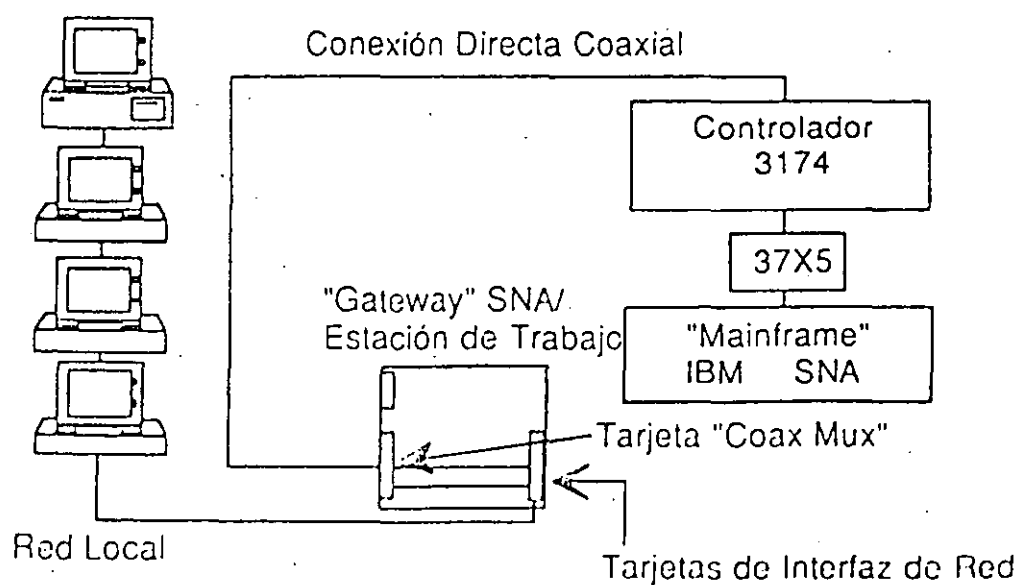 Conexión Directa Coaxial
Controlador
3174
37X5
"Gateway" SNA/
Estación de Trabajo
"Mainframe"
IBM SNA
Tarjeta "Coax Mux"
Red Local
Tarjetas de Interfaz de Red